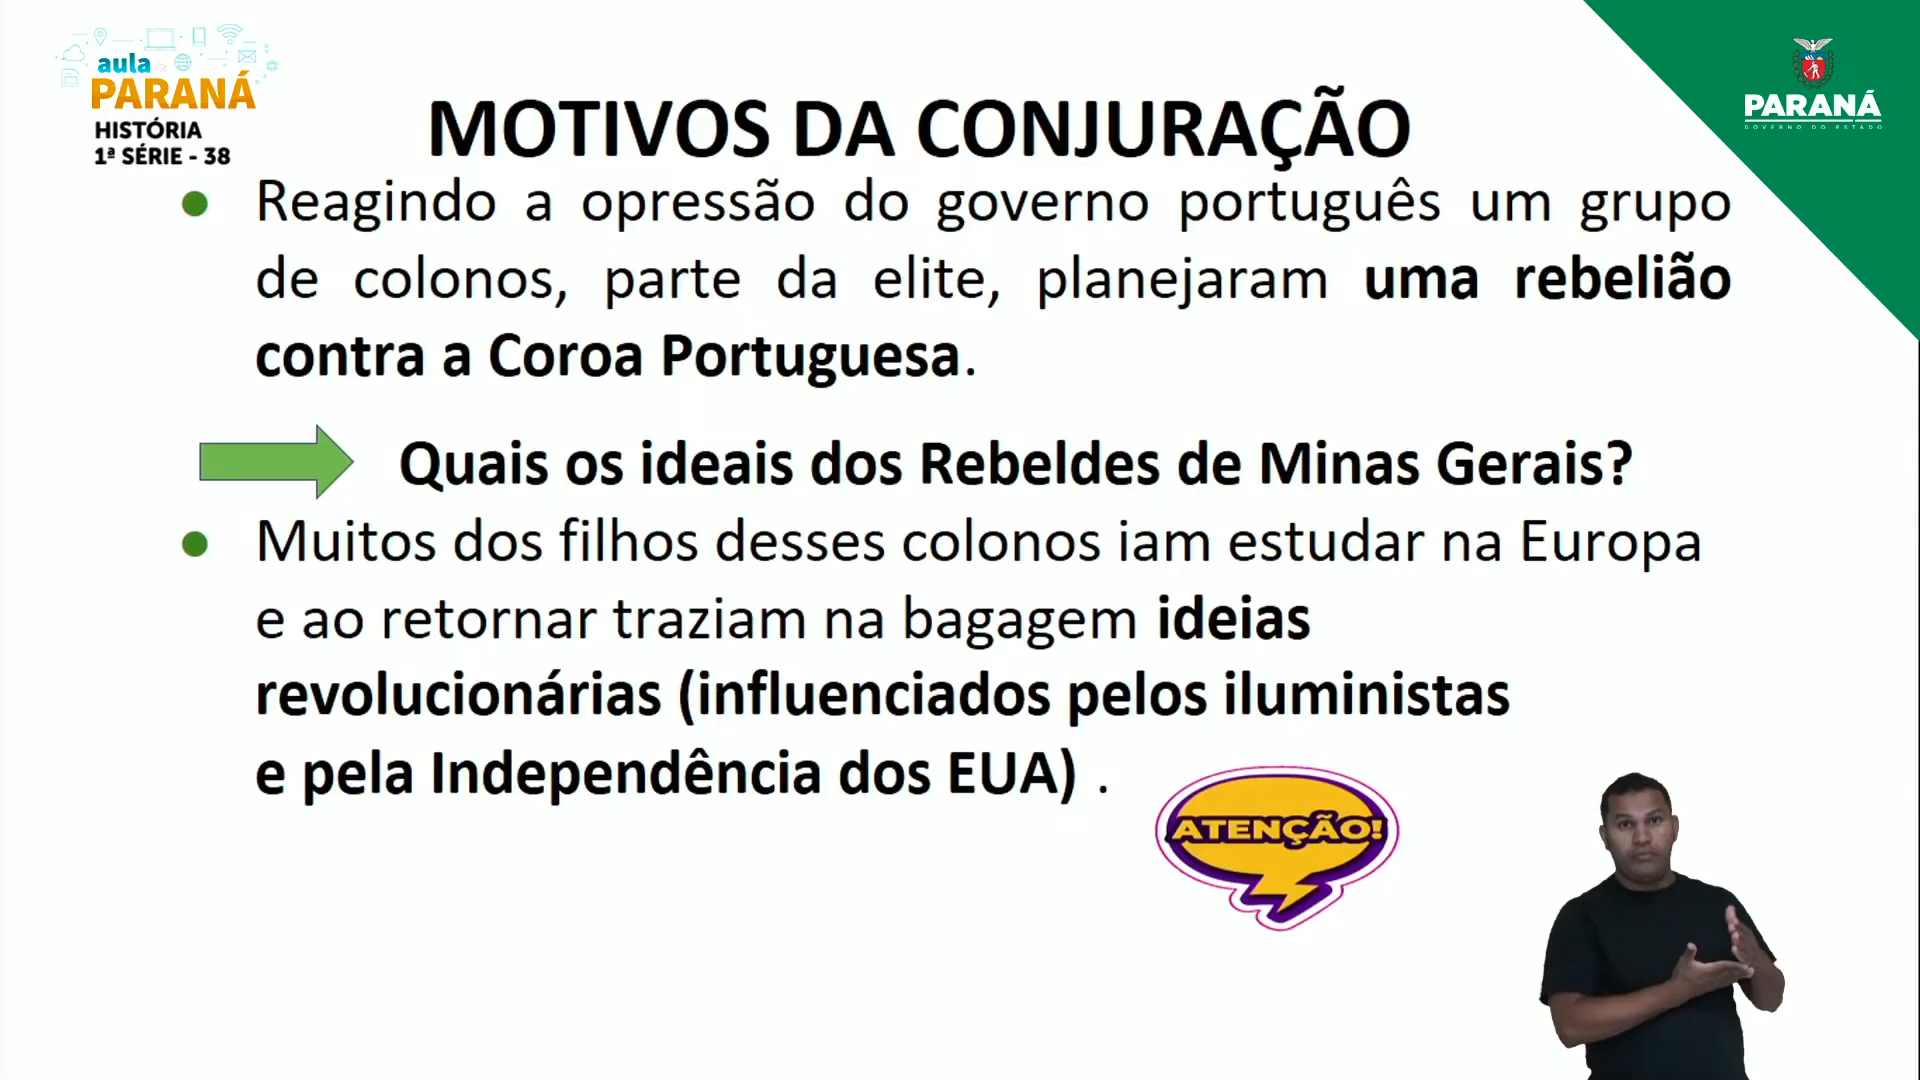 aula
PARANÁ
HISTÓRIA
1ª SÉRIE - 38
PARANÁ
GOVERNO DO ESTADO
MOTIVOS DA CONJURAÇÃO
Reagindo a opressão do governo português um grupo
de colonos, parte da elite, planejaram uma rebelião
contra a Coroa Portuguesa.
Quais os ideais dos Rebeldes de Minas Gerais?
Muitos dos filhos desses colonos iam estudar na Europa
e ao retornar traziam na bagagem ideias
revolucionárias (influenciados pelos iluministas
e pela Independência dos EUA) .
ATENÇÃO!